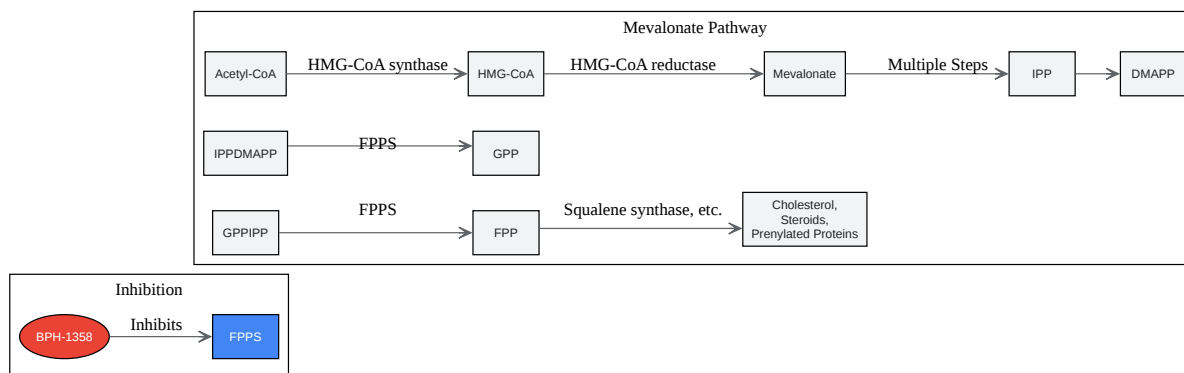 Mevalonate Pathway
Acetyl-CoA
HMG-CoA synthase
HMG-CoA
HMG-CoA reductase
Mevalonate
Multiple Steps
IPP
DMAPP
IPPDMAPP
FPPS
GPP
GPPIPP
FPPS
FPP
Squalene synthase, etc.
Cholesterol,
Steroids,
Prenylated Proteins
Inhibition
BPH-1358
Inhibits
FPPS